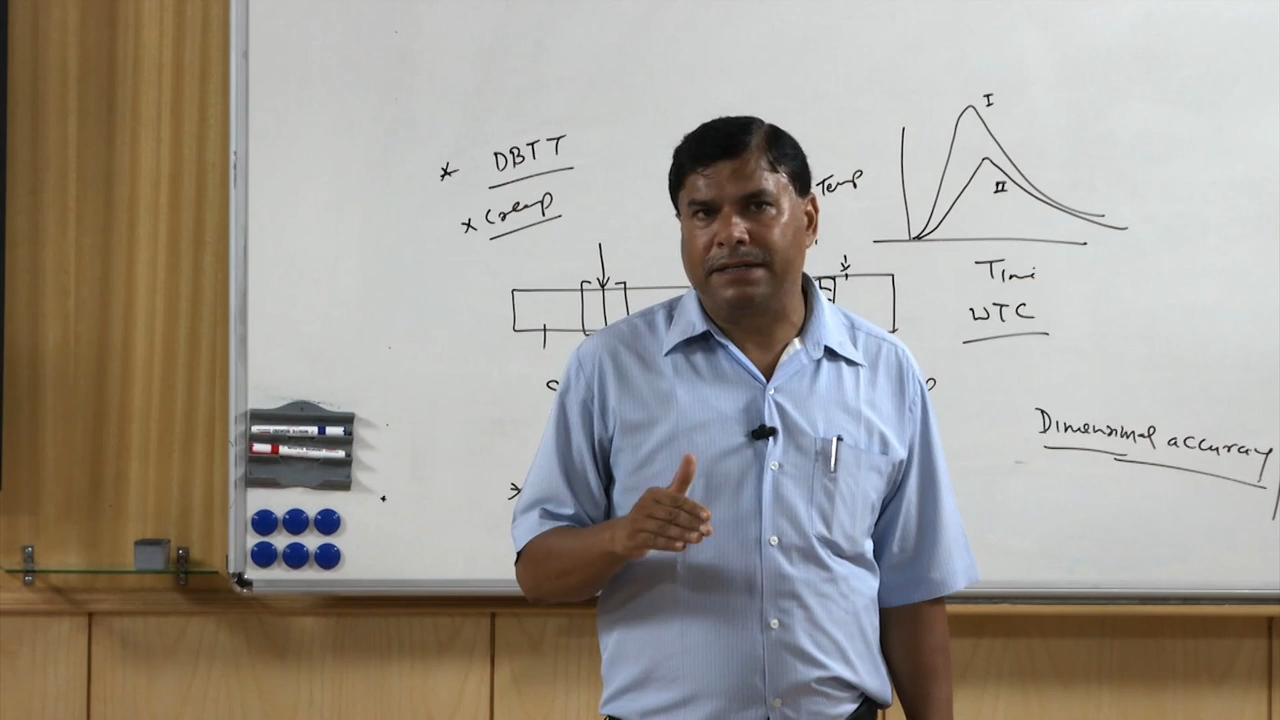 * DBTT
* Creep
Temp
I
II
Time
WTC
Dimensional accuracy